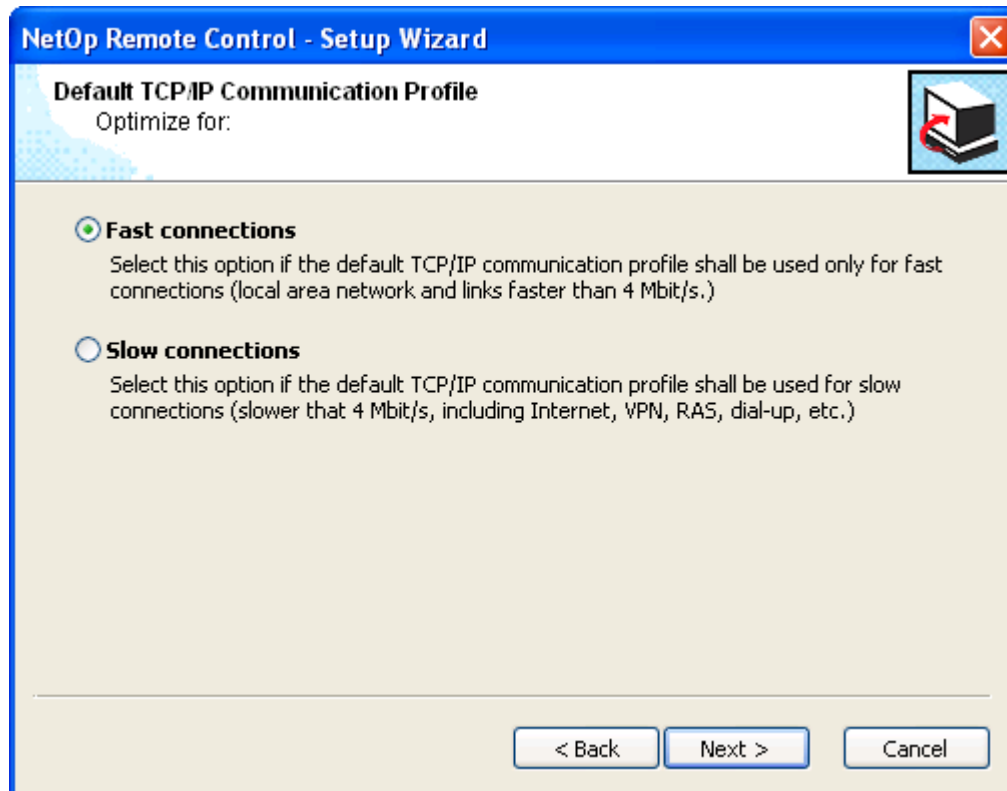 NetOp Remote Control - Setup Wizard
Default TCP/IP Communication Profile
Optimize for:
Fast connections
Select this option if the default TCP/IP communication profile shall be used only for fast
connections (local area network and links faster than 4 Mbit/s.)
Slow connections
Select this option if the default TCP/IP communication profile shall be used for slow
connections (slower that 4 Mbit/s, including Internet, VPN, RAS, dial-up, etc.)
< Back Next > Cancel